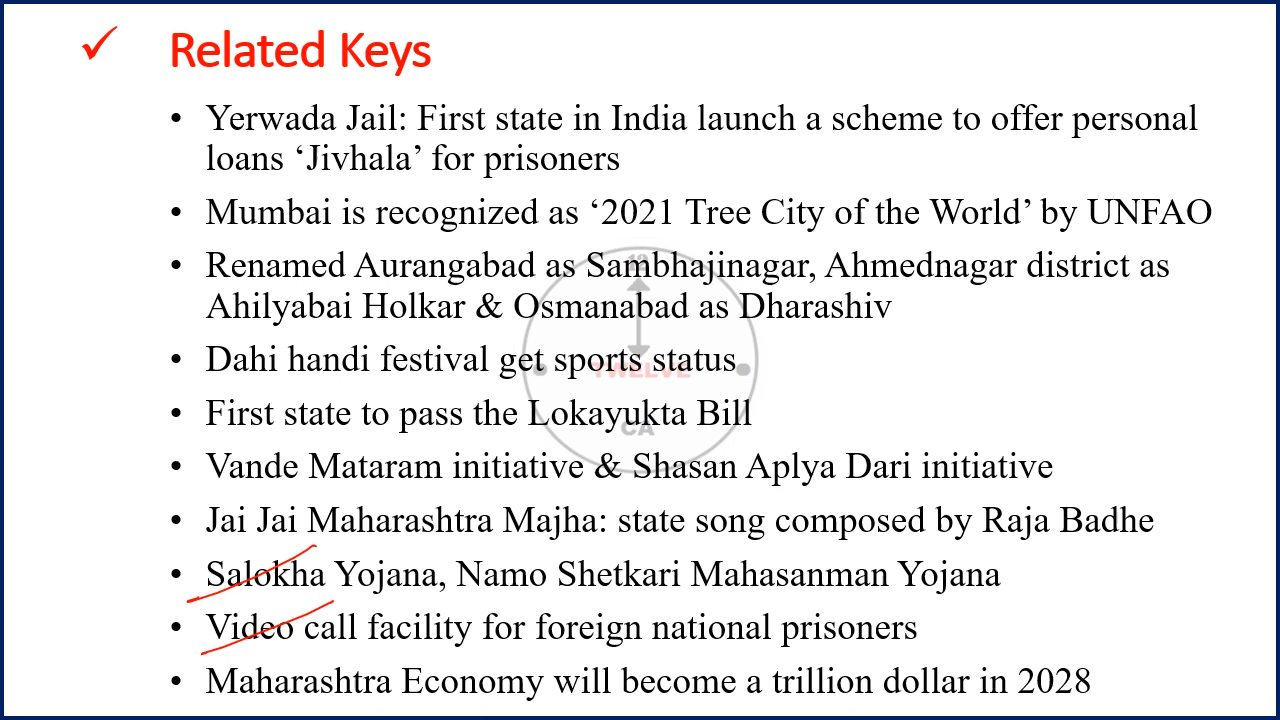 ✓ Related Keys
• Yerwada Jail: First state in India launch a scheme to offer personal
loans ‘Jivhala’ for prisoners
• Mumbai is recognized as ‘2021 Tree City of the World’ by UNFAO
• Renamed Aurangabad as Sambhajinagar, Ahmednagar district as
Ahilyabai Holkar & Osmanabad as Dharashiv
• Dahi handi festival get sports status
• First state to pass the Lokayukta Bill
• Vande Mataram initiative & Shasan Aplya Dari initiative
• Jai Jai Maharashtra Majha: state song composed by Raja Badhe
• Salokha Yojana, Namo Shetkari Mahasanman Yojana
• Video call facility for foreign national prisoners
• Maharashtra Economy will become a trillion dollar in 2028
12
TWELVE
CA